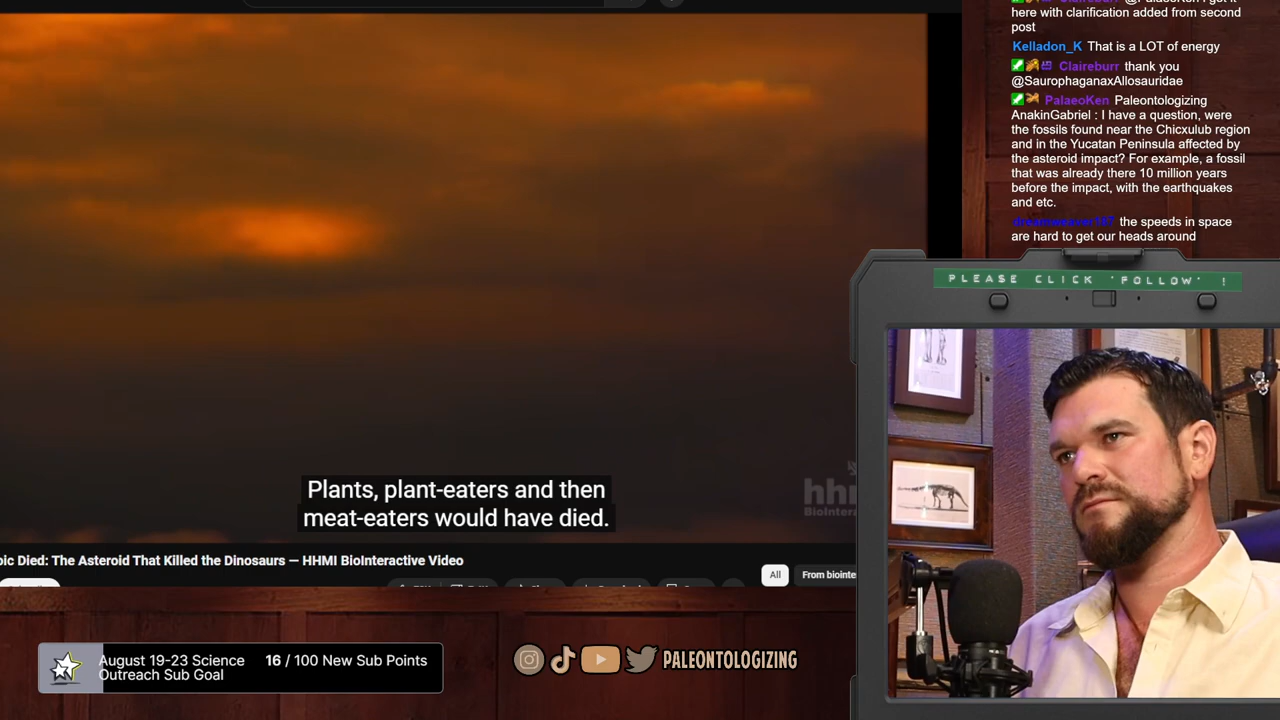 here with clarification added from second
post
Kelladon_K That is a LOT of energy
Claireburr thank you
@SaurophaganaxAllosauridae
PalaeoKen Paleontologizing
AnakinGabriel : I have a question, were
the fossils found near the Chicxulub region
and in the Yucatan Peninsula affected by
the asteroid impact? For example, a fossil
that was already there 10 million years
before the impact, with the earthquakes
and etc.
the speeds in space
are hard to get our heads around
PLEASE CLICK 'FOLLOW' !
Plants, plant-eaters and then
meat-eaters would have died.
Died: The Asteroid That Killed the Dinosaurs — HHMI BioInteractive Video
All
From biointe
August 19-23 Science
Outreach Sub Goal
16 / 100 New Sub Points
PALEONTOLOGIZING